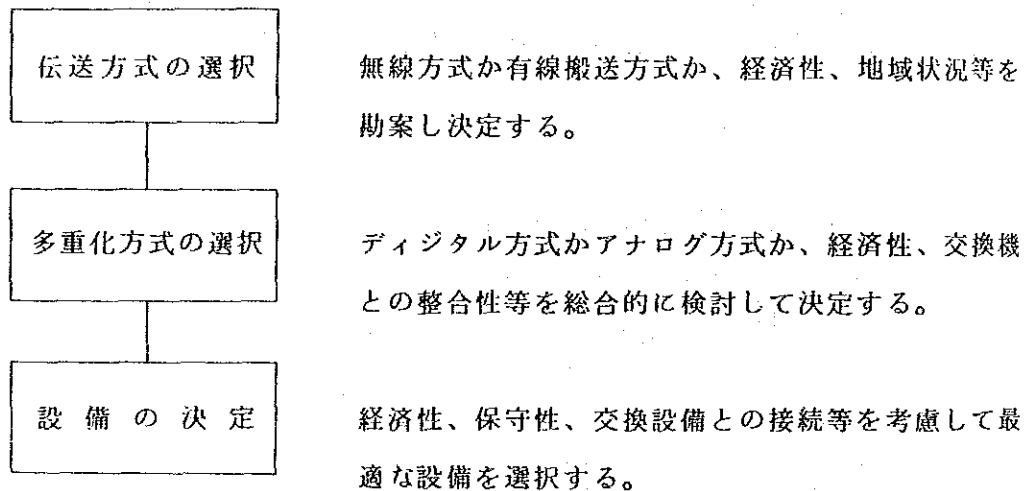 伝送方式の選択
無線方式か有線搬送方式か、経済性、地域状況等を
勘案し決定する。
多重化方式の選択
ディジタル方式かアナログ方式か、経済性、交換機
との整合性等を総合的に検討して決定する。
設備の決定
経済性、保守性、交換設備との接続等を考慮して最
適な設備を選択する。